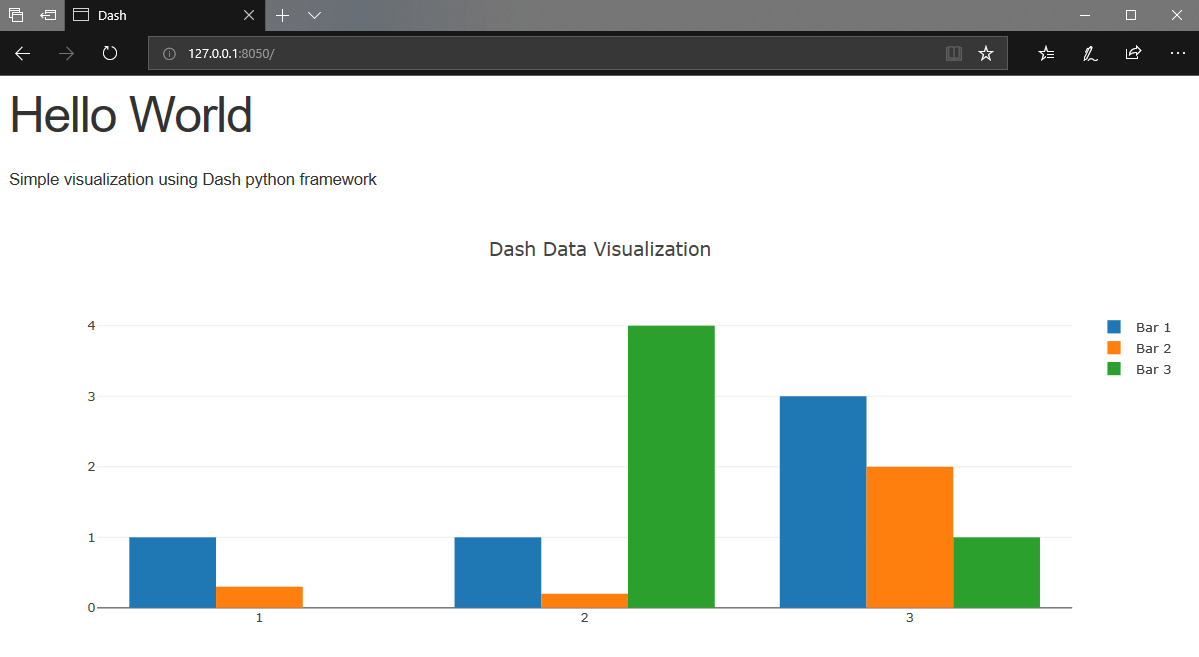 Dash
127.0.0.1:8050/
Hello World
Simple visualization using Dash python framework
Dash Data Visualization
4
3
2
1
0
1 2 3
Bar 1
Bar 2
Bar 3